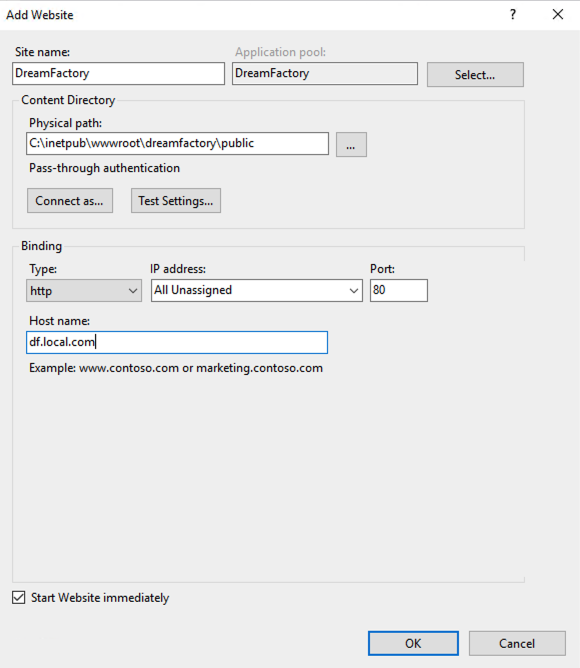 Add Website
?
Site name:
Application pool:
DreamFactory
DreamFactory
Select...
Content Directory
Physical path:
C:\inetpub\wwwroot\dreamfactory\public
...
Pass-through authentication
Connect as...
Test Settings...
Binding
Type:
IP address:
Port:
http
All Unassigned
80
Host name:
df.local.com
Example: www.contoso.com or marketing.contoso.com
Start Website immediately
OK
Cancel